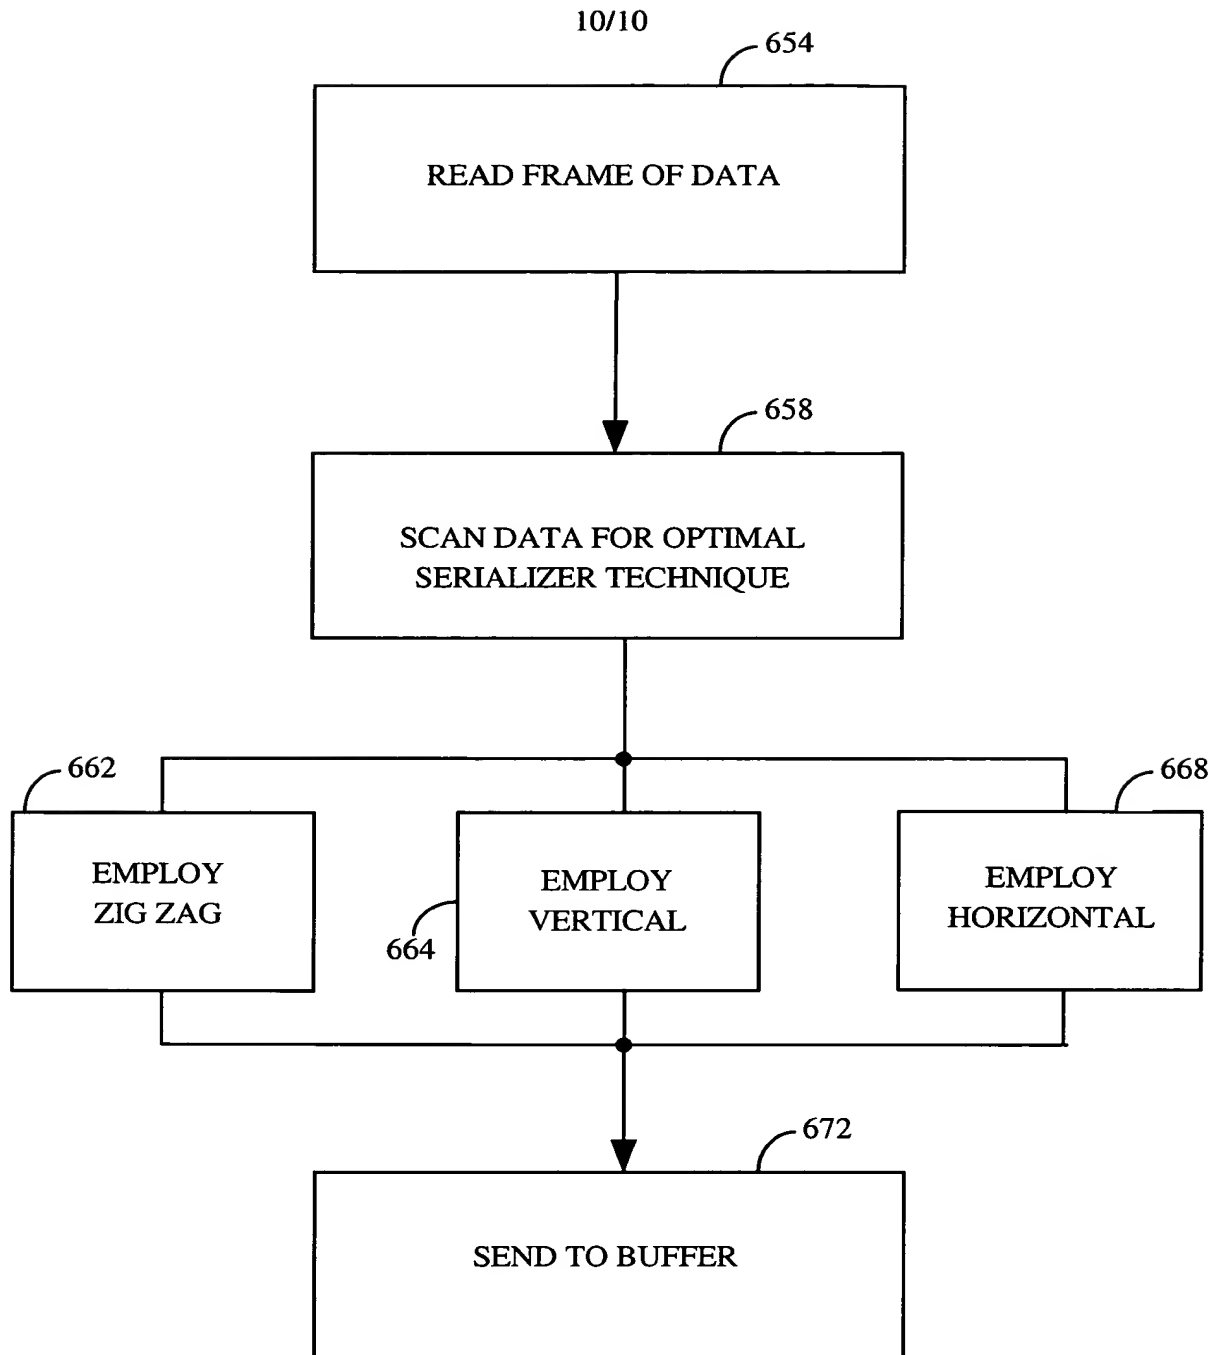 10/10
654
READ FRAME OF DATA
658
SCAN DATA FOR OPTIMAL
SERIALIZER TECHNIQUE
662
668
EMPLOY
ZIG ZAG
664
EMPLOY
VERTICAL
EMPLOY
HORIZONTAL
672
SEND TO BUFFER